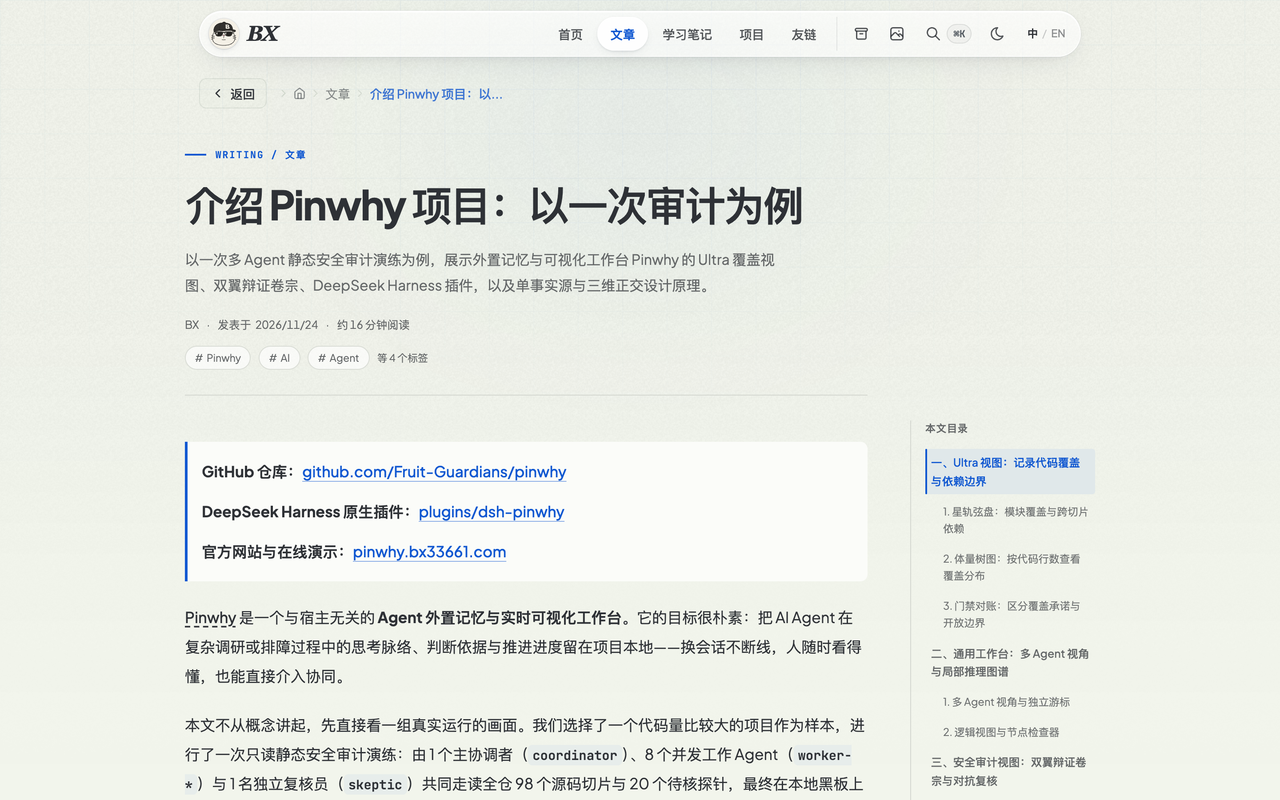 BX
首页 文章 学习笔记 项目 友链 ⌘K 中 / EN
返回 文章 介绍 Pinwhy 项目：以...
WRITING / 文章
介绍 Pinwhy 项目：以一次审计为例
以一次多 Agent 静态安全审计演练为例，展示外置记忆与可视化工作台 Pinwhy 的 Ultra 覆盖视
图、双翼辩证卷宗、DeepSeek Harness 插件，以及单事实源与三维正交设计原理。
BX · 发表于 2026/11/24 · 约 16 分钟阅读
# Pinwhy # AI # Agent 等 4 个标签
GitHub 仓库：github.com/Fruit-Guardians/pinwhy
DeepSeek Harness 原生插件：plugins/dsh-pinwhy
官方网站与在线演示：pinwhy.bx33661.com
Pinwhy 是一个与宿主无关的 Agent 外置记忆与实时可视化工作台。它的目标很朴素：把 AI Agent 在
复杂调研或排障过程中的思考脉络、判断依据与推进进度留在项目本地——换会话不断线，人随时看得
懂，也能直接介入协同。
本文不从概念讲起，先直接看一组真实运行的画面。我们选择了一个代码量比较大的项目作为样本，进
行了一次只读静态安全审计演练：由 1 个主协调者（coordinator）、8 个并发工作 Agent（worker-
*）与 1 名独立复核员（skeptic）共同走读全仓 98 个源码切片与 20 个待核探针，最终在本地黑板上
本文目录
一、Ultra 视图：记录代码覆盖
与依赖边界
1. 星轨弦盘：模块覆盖与跨切片
依赖
2. 体量树图：按代码行数查看
覆盖分布
3. 门禁对账：区分覆盖承诺与
开放边界
二、通用工作台：多 Agent 视角
与局部推理图谱
1. 多 Agent 视角与独立游标
2. 逻辑视图与节点检查器
三、安全审计视图：双翼辩证卷
宗与对抗复核